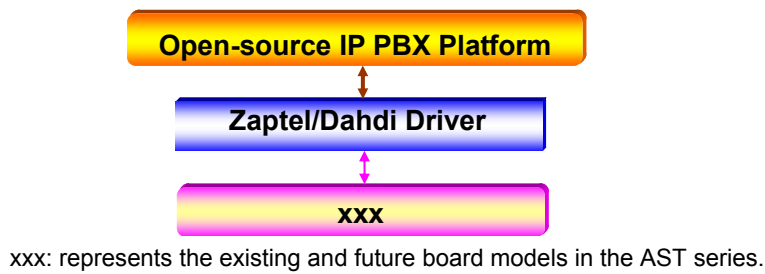 Open-source IP PBX Platform
Zaptel/Dahdi Driver
xxx
xxx: represents the existing and future board models in the AST series.